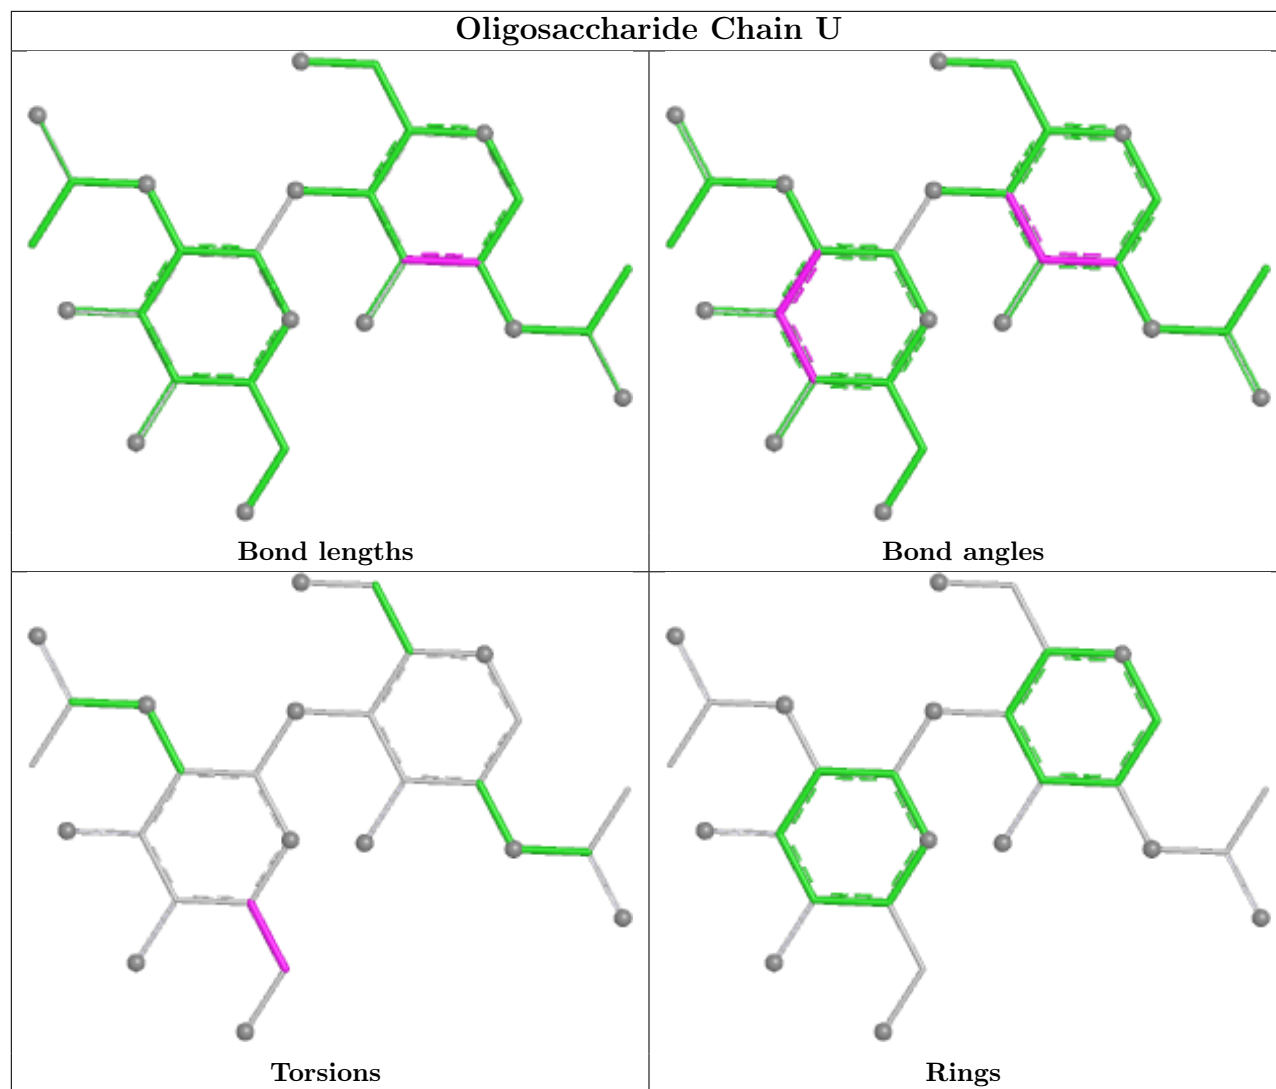 Oligosaccharide Chain U
Bond lengths
Bond angles
Torsions
Rings